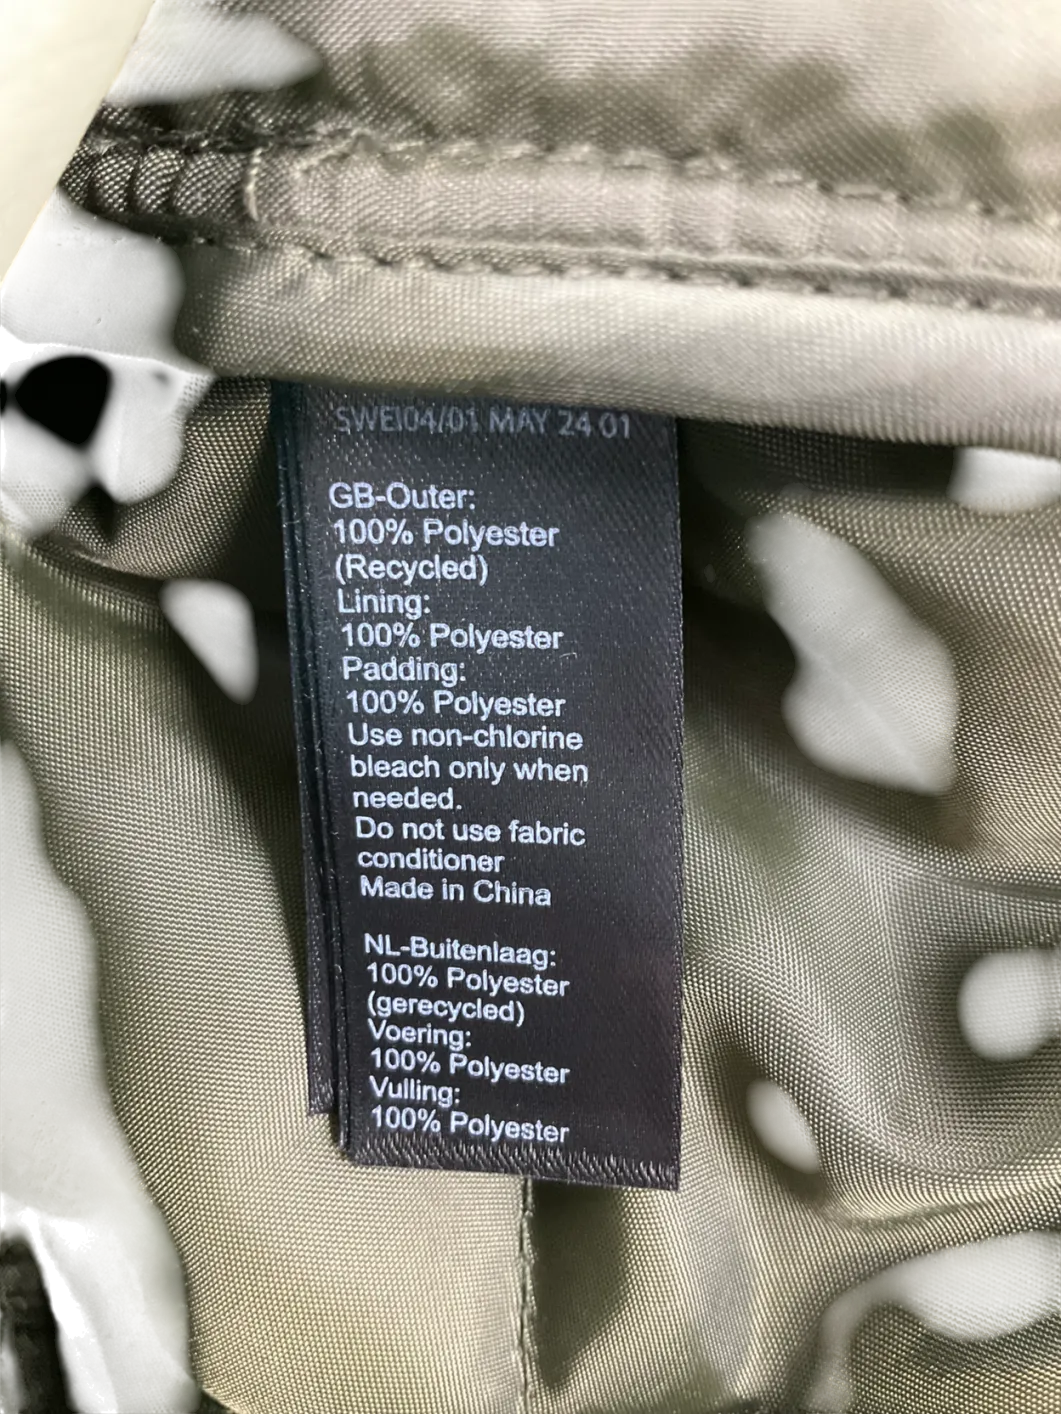 SWEI04/01 MAY 24 01
GB-Outer:
100% Polyester
(Recycled)
Lining:
100% Polyester
Padding:
100% Polyester
Use non-chlorine
bleach only when
needed.
Do not use fabric
conditioner
Made in China
NL-Buitenlaag:
100% Polyester
(gerecycled)
Voering:
100% Polyester
Vulling:
100% Polyester